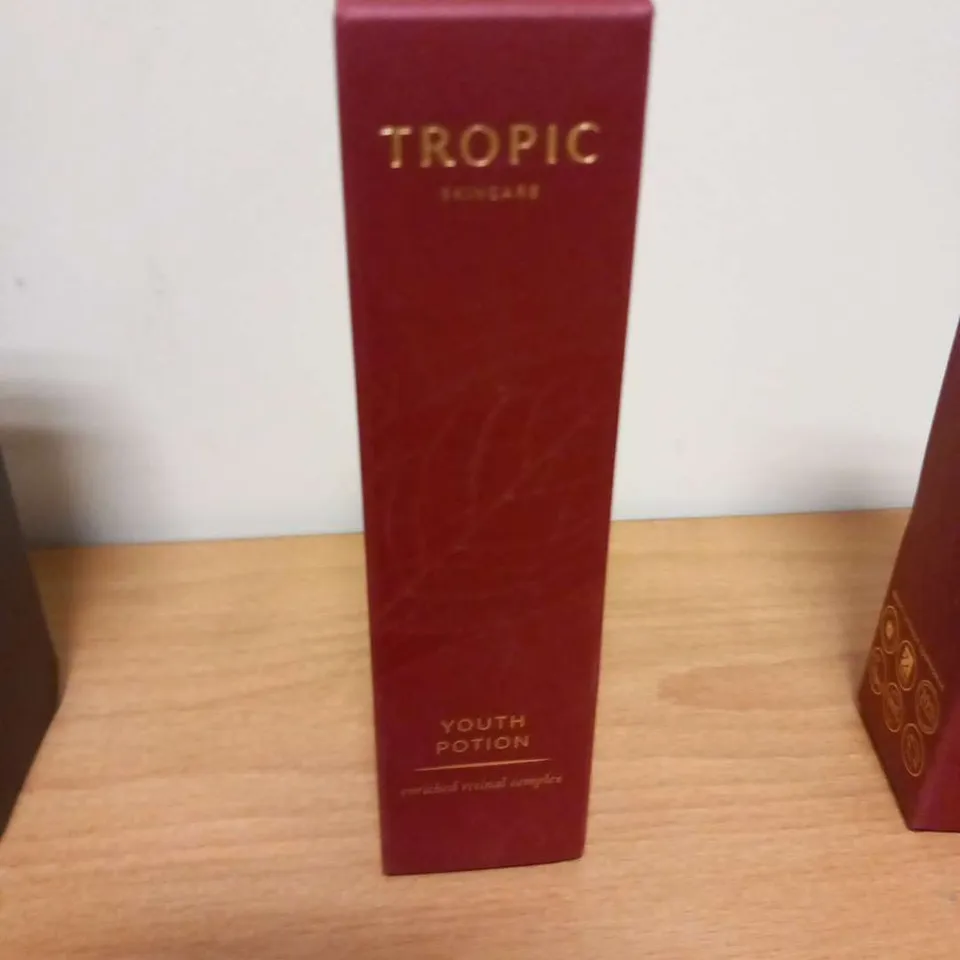 TROPIC
SKINCARE
YOUTH
POTION
enriched retinal complex